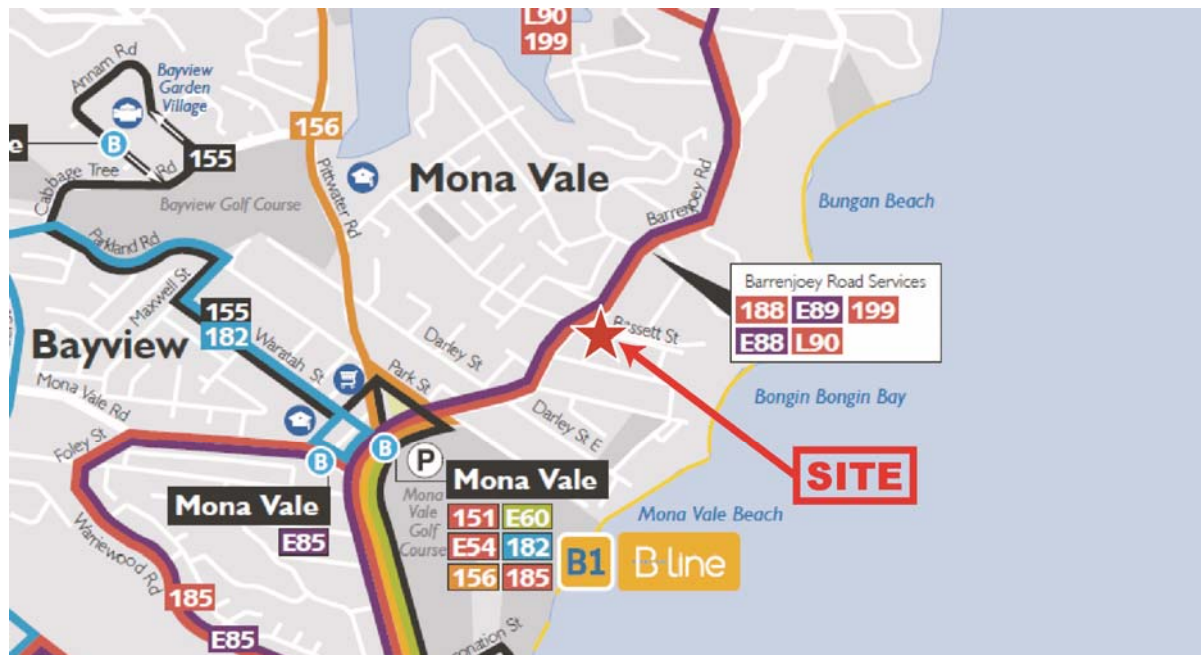 L90
199
Annam Rd
Bayview
Garden
Village
B
e
155
156
Cabbage Tree Rd
Bayview Golf Course
Pittwater Rd
Mona Vale
Barrenjoey Rd
Bungan Beach
Parkland Rd
Maxwell St
155
182
Bayview
Waratah St
Darley St
Bassett St
Barrenjoey Road Services
188 E89 199
E88 L90
Park St
Mona Vale Rd
Darley St E
Bongin Bongin Bay
Foley St
B
B
P
SITE
Mona Vale
E85
Mona
Vale
Golf
Course
Mona Vale
151 E60
E54 182
156 185
B1 B-line
Mona Vale Beach
Warriewood Rd
185
E85